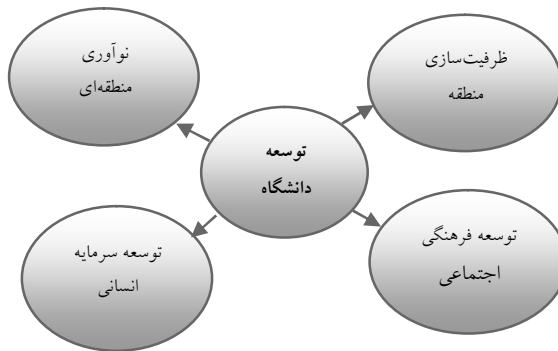 ظرفیت‌سازی
منطقه
نوآوری
منطقه‌ای
توسعه
دانشگاه
توسعه فرهنگی
اجتماعی
توسعه سرمایه
انسانی